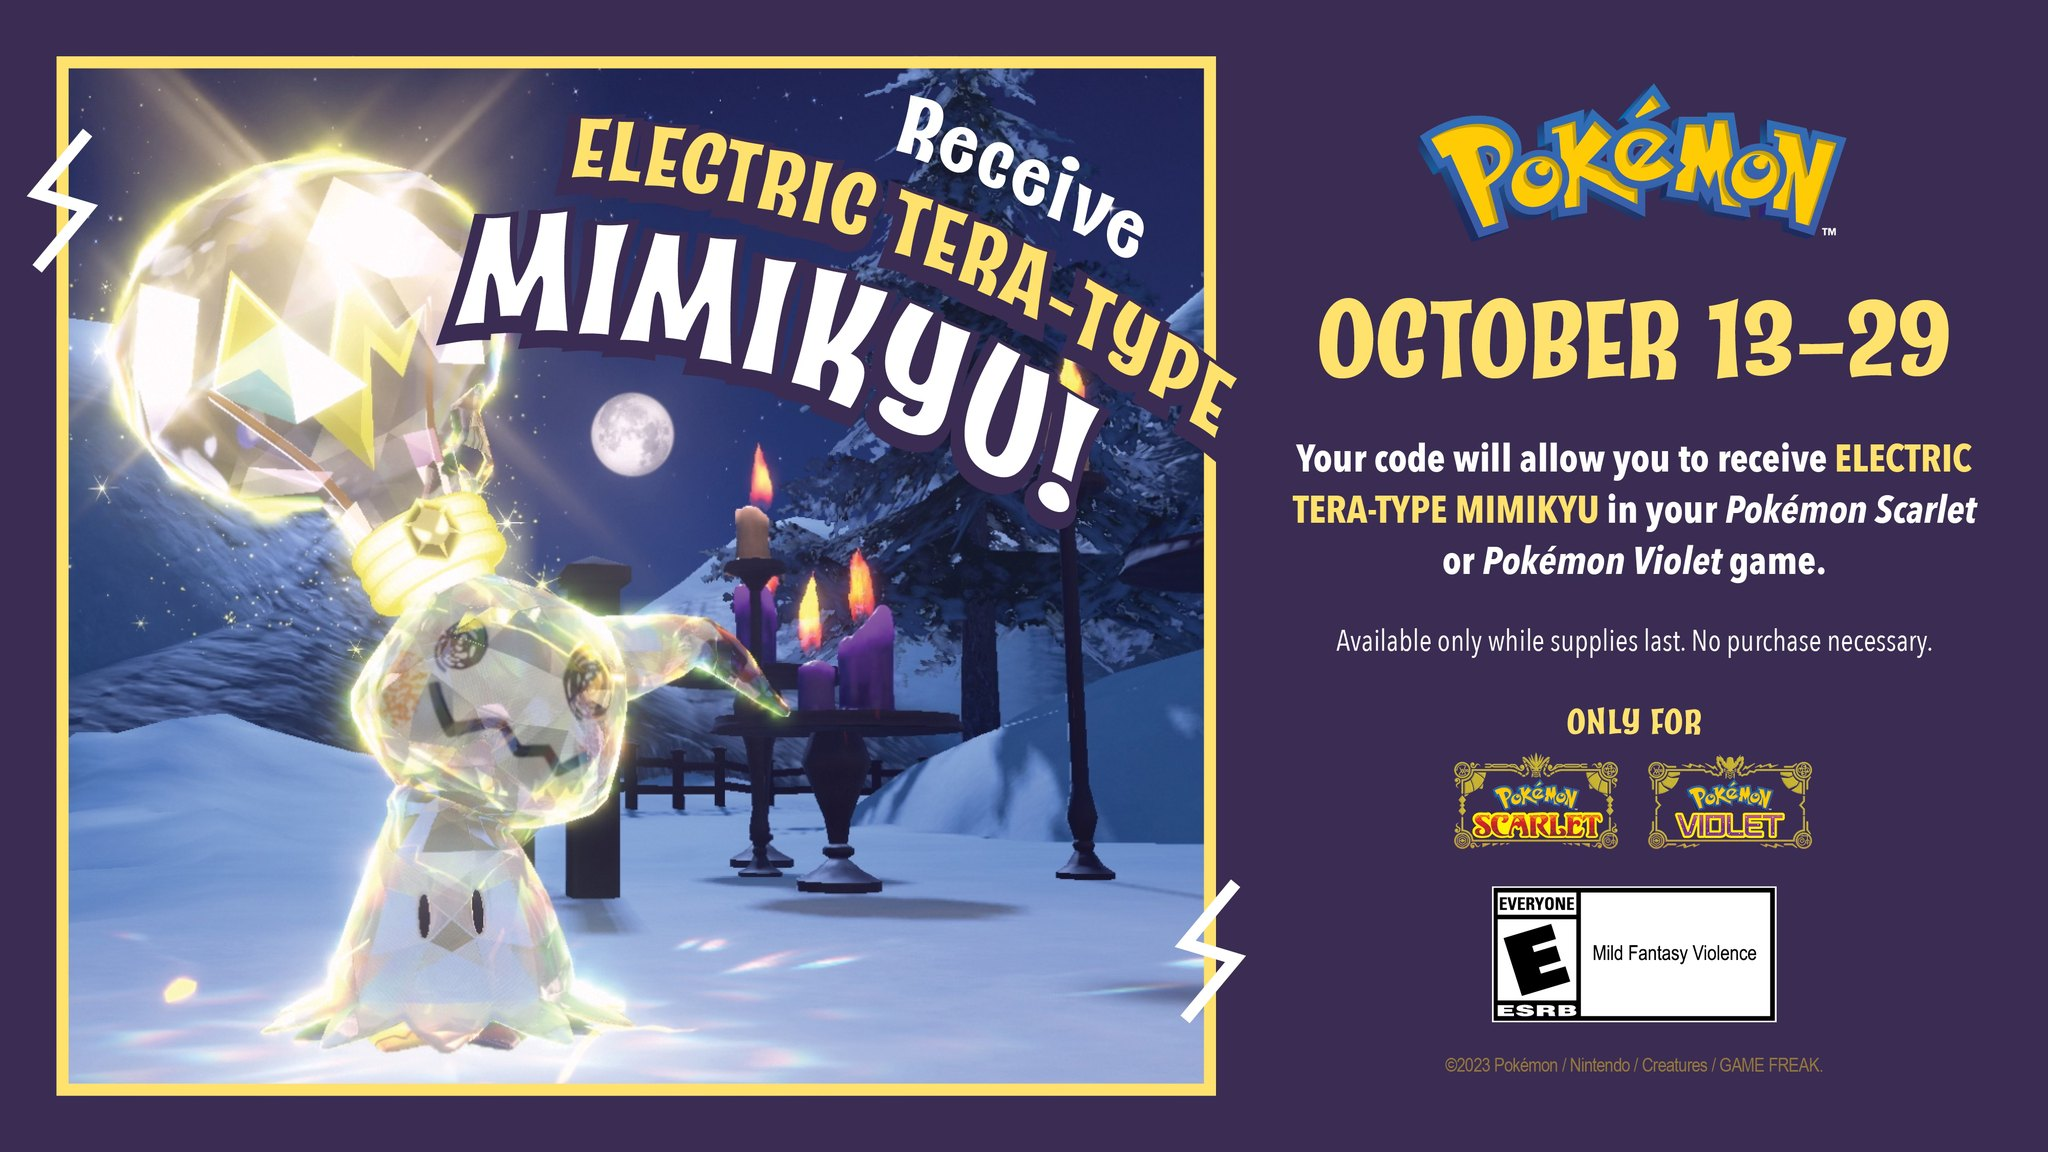 Receive
ELECTRIC TERA-TYPE
MIMIKYU!
POKéMON™
OCTOBER 13–29
Your code will allow you to receive ELECTRIC
TERA-TYPE MIMIKYU in your Pokémon Scarlet
or Pokémon Violet game.
Available only while supplies last. No purchase necessary.
ONLY FOR
POKéMON POKéMON
SCARLET VIOLET
EVERYONE
E Mild Fantasy Violence
ESRB
©2023 Pokémon / Nintendo / Creatures / GAME FREAK.